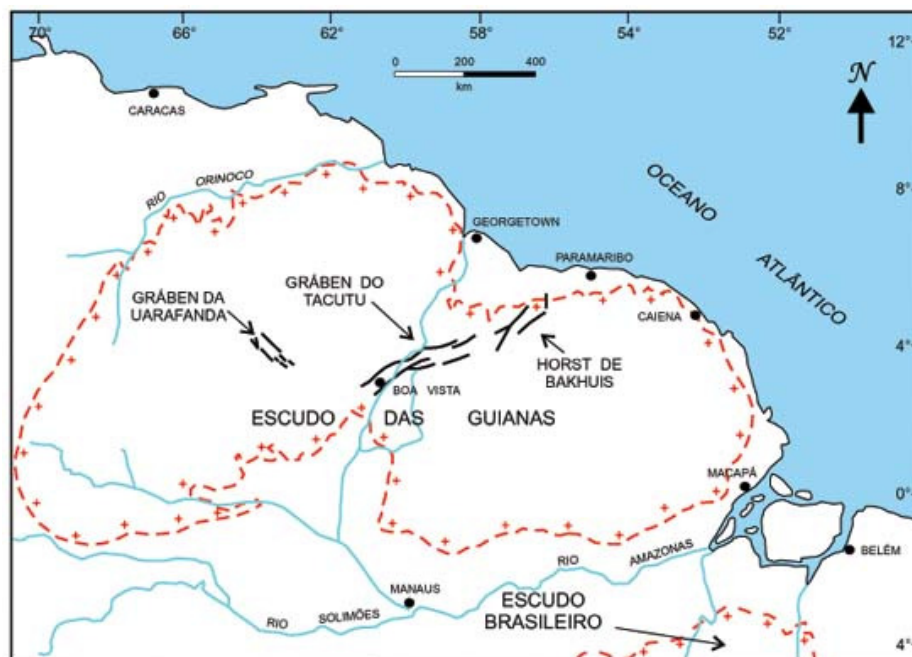 70°
66°
62°
58°
54°
52°
12°
0 200 400
km
N
CARACAS
RIO ORINOCO
OCEANO
ATLÂNTICO
8°
GEORGETOWN
PARAMARIBO
GRÁBEN DO
TACUTU
GRÁBEN DA
UARAFANDA
CAIENA
4°
HORST DE
BAKHUIS
BOA VISTA
ESCUDO DAS GUIANAS
MACAPÁ
0°
RIO AMAZONAS
BELÉM
MANAUS
RIO SOLIMÕES
ESCUDO
BRASILEIRO
4°